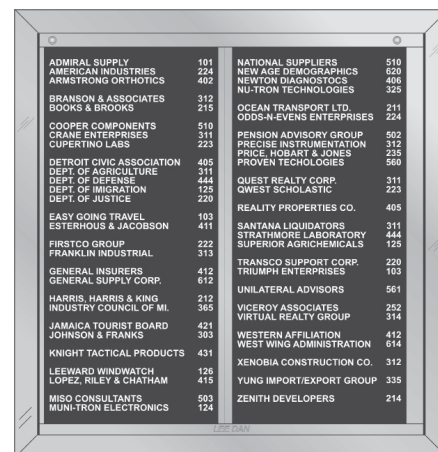 ADMIRAL SUPPLY 101
AMERICAN INDUSTRIES 224
ARMSTRONG ORTHOTICS 402
BRANSON & ASSOCIATES 312
BOOKS & BROOKS 215
COOPER COMPONENTS 510
CRANE ENTERPRISES 311
CUPERTINO LABS 223
DETROIT CIVIC ASSOCIATION 405
DEPT. OF AGRICULTURE 311
DEPT. OF DEFENSE 444
DEPT. OF IMIGRATION 125
DEPT. OF JUSTICE 220
EASY GOING TRAVEL 103
ESTERHOUS & JACOBSON 411
FIRSTCO GROUP 222
FRANKLIN INDUSTRIAL 313
GENERAL INSURERS 412
GENERAL SUPPLY CORP. 612
HARRIS, HARRIS & KING 212
INDUSTRY COUNCIL OF MI. 365
JAMAICA TOURIST BOARD 421
JOHNSON & FRANKS 303
KNIGHT TACTICAL PRODUCTS 431
LEEWARD WINDWATCH 126
LOPEZ, RILEY & CHATHAM 415
MISO CONSULTANTS 503
MUNI-TRON ELECTRONICS 124
NATIONAL SUPPLIERS 510
NEW AGE DEMOGRAPHICS 620
NEWTON DIAGNOSTOCS 406
NU-TRON TECHNOLOGIES 325
OCEAN TRANSPORT LTD. 211
ODDS-N-EVENS ENTERPRISES 224
PENSION ADVISORY GROUP 502
PRECISE INSTRUMENTATION 312
PRICE, HOBART & JONES 235
PROVEN TECHOLOGIES 560
QUEST REALTY CORP. 311
QWEST SCHOLASTIC 223
REALITY PROPERTIES CO. 405
SANTANA LIQUIDATORS 311
STRATHMORE LABORATORY 444
SUPERIOR AGRICHEMICALS 125
TRANSCO SUPPORT CORP. 220
TRIUMPH ENTERPRISES 103
UNILATERAL ADVISORS 561
VICEROY ASSOCIATES 252
VIRTUAL REALTY GROUP 314
WESTERN AFFILIATION 412
WEST WING ADMINISTRATION 614
XENOBIA CONSTRUCTION CO. 312
YUNG IMPORT/EXPORT GROUP 335
ZENITH DEVELOPERS 214
LEE DAN